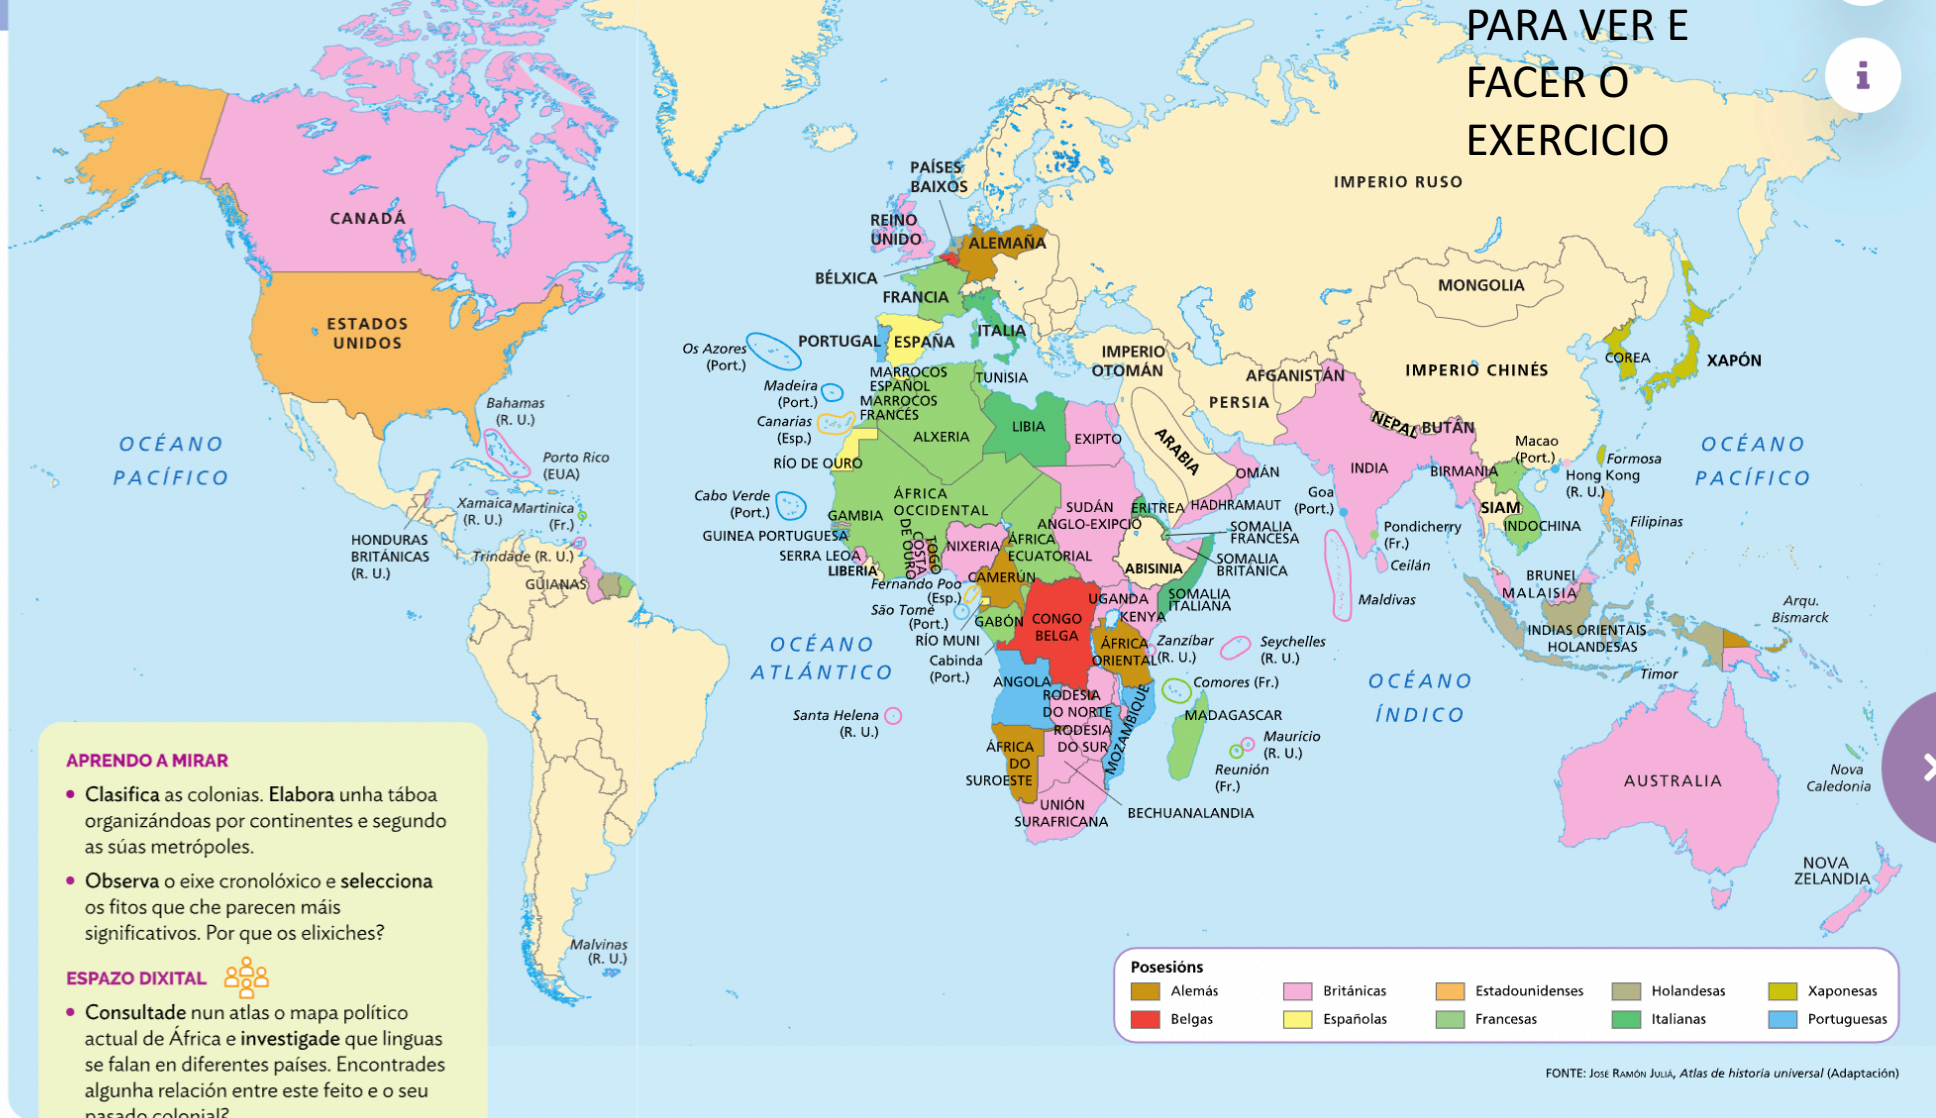 PARA VER E
FACER O
EXERCICIO
i
IMPERIO RUSO
PAÍSES
BAIXOS
REINO
UNIDO
ALEMAÑA
BÉLXICA
FRANCIA
CANADÁ
ESTADOS
UNIDOS
MONGOLIA
ITALIA
PORTUGAL
ESPAÑA
Os Azores
(Port.)
IMPERIO
OTOMÁN
AFGANISTÁN
IMPERIO CHINÉS
COREA
XAPÓN
MARROCOS
ESPAÑOL
TUNISIA
Madeira
(Port.)
MARROCOS
FRANCÉS
PERSIA
Bahamas
(R. U.)
Canarias
(Esp.)
LIBIA
EXIPTO
NEPAL
BUTÁN
OCÉANO
PACÍFICO
ALXERIA
ARABIA
Macao
(Port.)
OCÉANO
PACÍFICO
Porto Rico
(EUA)
RÍO DE OURO
OMÁN
INDIA
BIRMANIA
Formosa
Hong Kong
(R. U.)
Cabo Verde
(Port.)
ÁFRICA
OCCIDENTAL
Goa
(Port.)
Xamaica
(R. U.)
Martinica
(Fr.)
GAMBIA
SUDÁN
ANGLO-EXIPCIO
ERITREA
HADHRAMAUT
SIAM
INDOCHINA
Filipinas
GUINEA PORTUGUESA
SOMALIA
FRANCESA
Pondicherry
(Fr.)
HONDURAS
BRITÁNICAS
(R. U.)
Trindade (R. U.)
SERRA LEOA
COSTA
DE OURO
TOGO
NIXERIA
ÁFRICA
ECUATORIAL
SOMALIA
BRITÁNICA
LIBERIA
ABISINIA
Ceilán
GÜIANAS
Fernando Poo
(Esp.)
CAMERÚN
BRUNEI
MALAISIA
UGANDA
SOMALIA
ITALIANA
Maldivas
São Tomé
(Port.)
GABÓN
CONGO
BELGA
KENYA
Arqu.
Bismarck
RÍO MUNI
INDIAS ORIENTAIS
HOLANDESAS
OCÉANO
ATLÁNTICO
ÁFRICA
ORIENTAL
Zanzíbar
(R. U.)
Seychelles
(R. U.)
Cabinda
(Port.)
Timor
ANGOLA
Comores (Fr.)
OCÉANO
ÍNDICO
RODESIA
DO NORTE
MOZAMBIQUE
MADAGASCAR
Santa Helena
(R. U.)
RODESIA
DO SUR
Mauricio
(R. U.)
ÁFRICA
DO
SUROESTE
Reunión
(Fr.)
Nova
Caledonia
AUSTRALIA
UNIÓN
SURAFRICANA
BECHUANALANDIA
NOVA
ZELANDIA
Malvinas
(R. U.)
APRENDO A MIRAR
• Clasifica as colonias. Elabora unha táboa
organizándoas por continentes e segundo
as súas metrópoles.
• Observa o eixe cronolóxico e selecciona
os fitos que che parecen máis
significativos. Por que os elixiches?
ESPAZO DIXITAL
• Consultade nun atlas o mapa político
actual de África e investigade que linguas
se falan en diferentes países. Encontrades
algunha relación entre este feito e o seu
pasado colonial?
Posesións
Alemás
Británicas
Estadounidenses
Holandesas
Xaponesas
Belgas
Españolas
Francesas
Italianas
Portuguesas
FONTE: José Ramón Juliá, Atlas de historia universal (Adaptación)